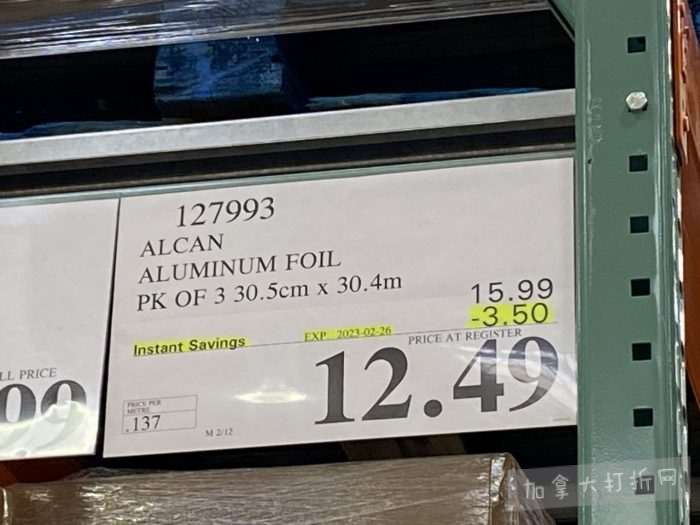 127993
ALCAN
ALUMINUM FOIL
PK OF 3 30.5cm x 30.4m
15.99
-3.50
Instant Savings
EXP. 2023-02-26
PRICE AT REGISTER
12.49
PRICE PER
METRE
.137
M 2/12
LL PRICE
99
加拿大打折网